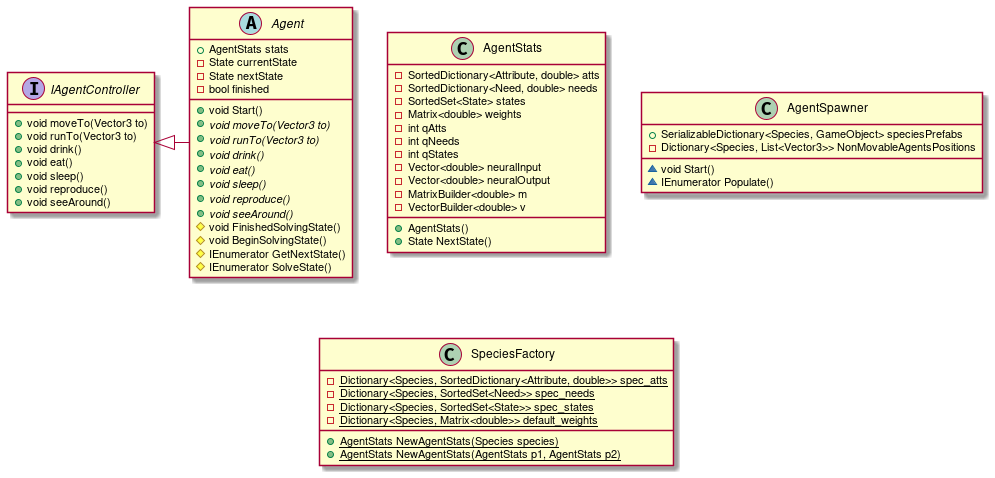 I IAgentController
void moveTo(Vector3 to)
void runTo(Vector3 to)
void drink()
void eat()
void sleep()
void reproduce()
void seeAround()
A Agent
AgentStats stats
State currentState
State nextState
bool finished
void Start()
void moveTo(Vector3 to)
void runTo(Vector3 to)
void drink()
void eat()
void sleep()
void reproduce()
void seeAround()
void FinishedSolvingState()
void BeginSolvingState()
IEnumerator GetNextState()
IEnumerator SolveState()
C AgentStats
SortedDictionary<Attribute, double> atts
SortedDictionary<Need, double> needs
SortedSet<State> states
Matrix<double> weights
int qAtts
int qNeeds
int qStates
Vector<double> neuralInput
Vector<double> neuralOutput
MatrixBuilder<double> m
VectorBuilder<double> v
AgentStats()
State NextState()
C AgentSpawner
SerializableDictionary<Species, GameObject> speciesPrefabs
Dictionary<Species, List<Vector3>> NonMovableAgentsPositions
void Start()
IEnumerator Populate()
C SpeciesFactory
Dictionary<Species, SortedDictionary<Attribute, double>> spec_atts
Dictionary<Species, SortedSet<Need>> spec_needs
Dictionary<Species, SortedSet<State>> spec_states
Dictionary<Species, Matrix<double>> default_weights
AgentStats NewAgentStats(Species species)
AgentStats NewAgentStats(AgentStats p1, AgentStats p2)